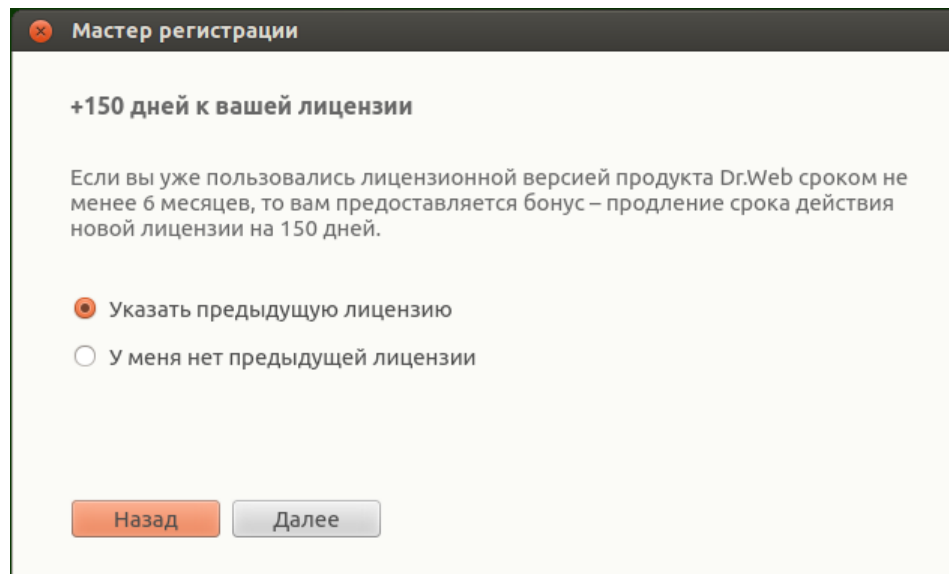 Мастер регистрации
+150 дней к вашей лицензии
Если вы уже пользовались лицензионной версией продукта Dr.Web сроком не
менее 6 месяцев, то вам предоставляется бонус – продление срока действия
новой лицензии на 150 дней.
Указать предыдущую лицензию
У меня нет предыдущей лицензии
Назад Далее